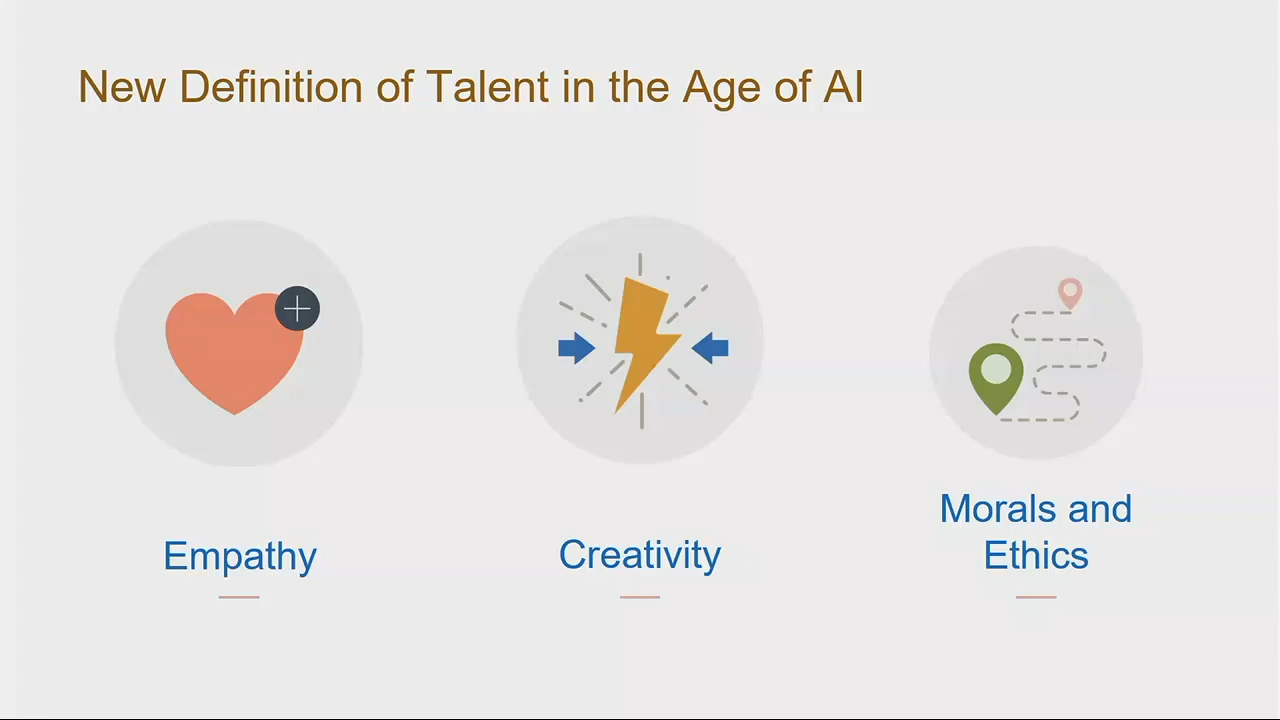 New Definition of Talent in the Age of AI
Empathy
Creativity
Morals and
Ethics